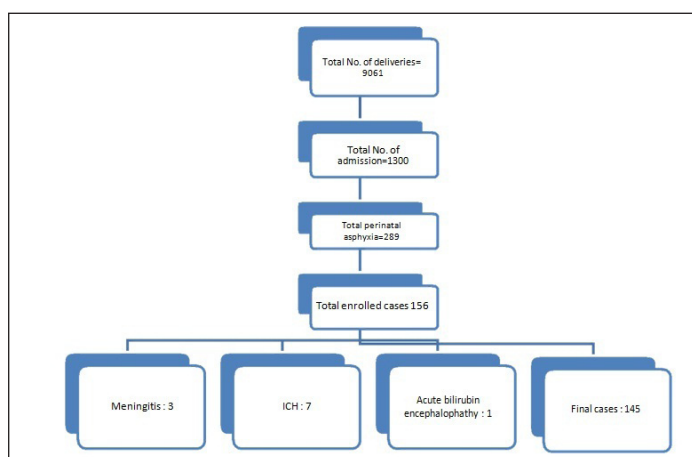 Total No. of deliveries=
9061
Total No. of
admission=1300
Total perinatal
asphyxia=289
Total enrolled cases 156
Meningitis : 3
ICH : 7
Acute bilirubin
encephalophathy : 1
Final cases : 145